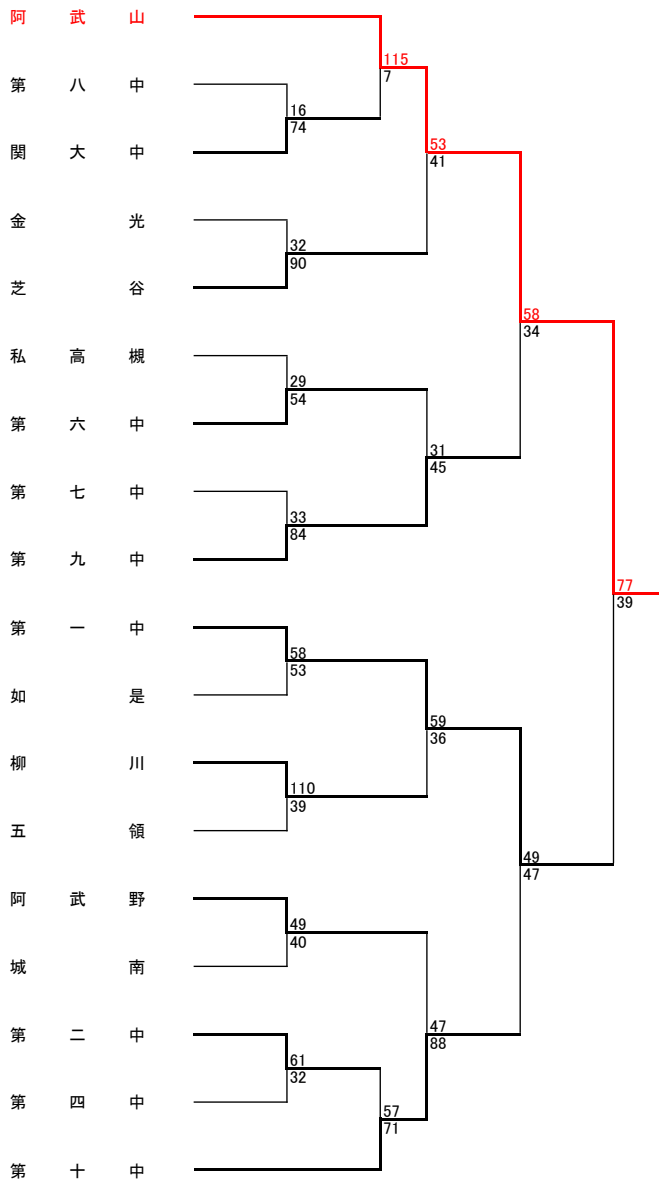 阿武山
115
7
第八中
16
74
関大中
53
41
金光
32
90
芝谷
58
34
私高槻
29
54
第六中
31
45
第七中
33
84
第九中
77
39
第一中
58
53
如是
59
36
柳川
110
39
五領
49
47
阿武野
49
40
城南
47
88
第二中
61
32
第四中
57
71
第十中